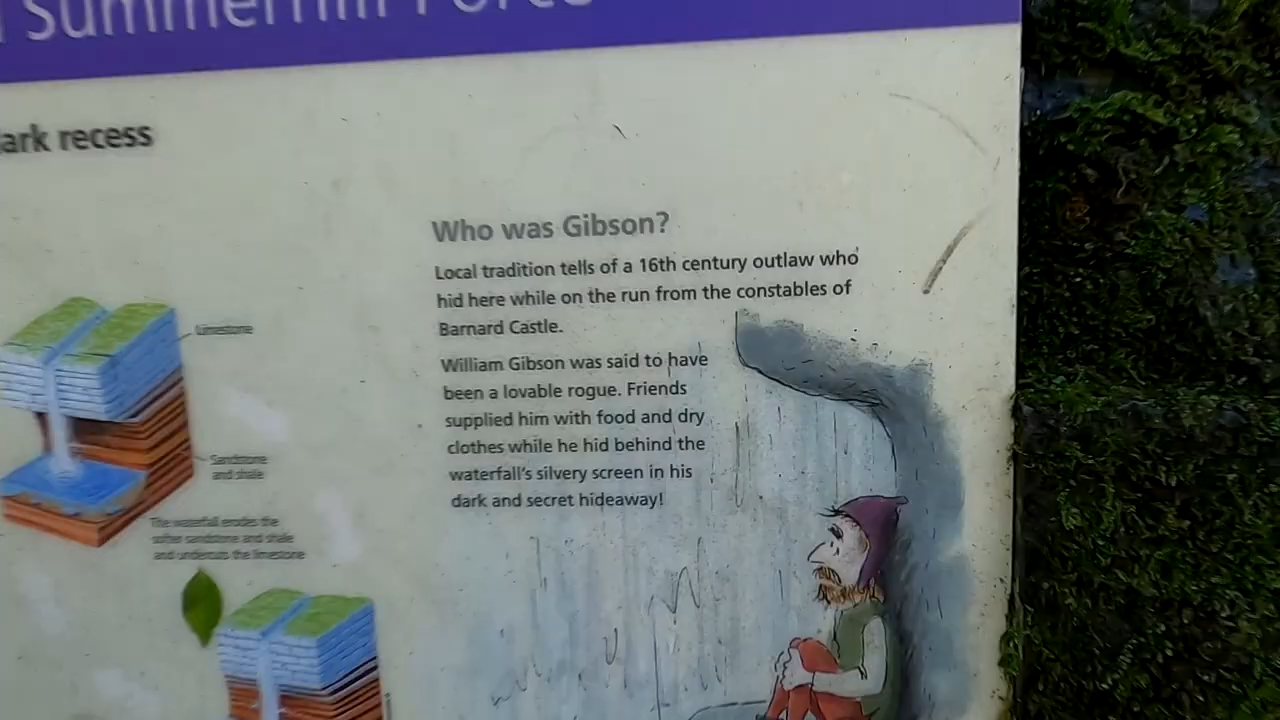 Summerhill Force
ark recess
Who was Gibson?
Local tradition tells of a 16th century outlaw who
hid here while on the run from the constables of
Barnard Castle.
William Gibson was said to have
been a lovable rogue. Friends
supplied him with food and dry
clothes while he hid behind the
waterfall's silvery screen in his
dark and secret hideaway!
Limestone
Sandstone
and shale
The waterfall erodes the
softer sandstone and shale
and undercuts the limestone